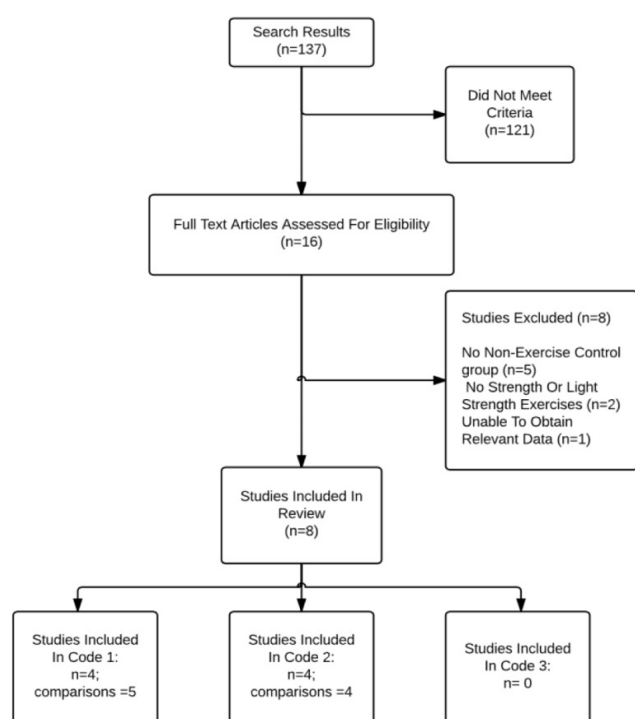 Search Results
(n=137)
Did Not Meet
Criteria
(n=121)
Full Text Articles Assessed For Eligibility
(n=16)
Studies Excluded (n=8)
No Non-Exercise Control
group (n=5)
No Strength Or Light
Strength Exercises (n=2)
Unable To Obtain
Relevant Data (n=1)
Studies Included In
Review
(n=8)
Studies Included
In Code 1:
n=4;
comparisons =5
Studies Included
In Code 2:
n=4;
comparisons =4
Studies Included
In Code 3:
n= 0